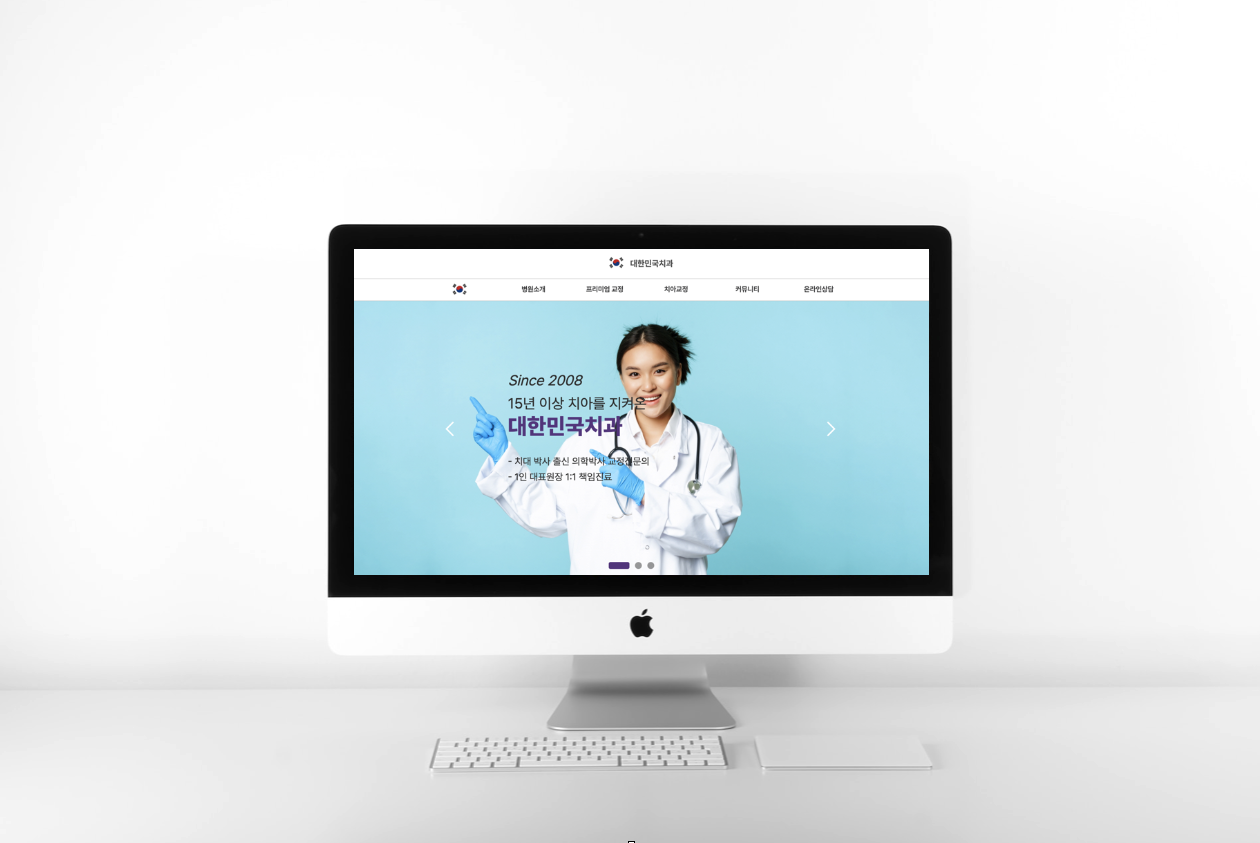 대한민국치과
병원소개 프리미엄 교정 치아교정 커뮤니티 온라인상담
Since 2008
15년 이상 치아를 지켜온
대한민국치과
- 치대 박사 출신 의학박사 교정전문의
- 1인 대표원장 1:1 책임진료